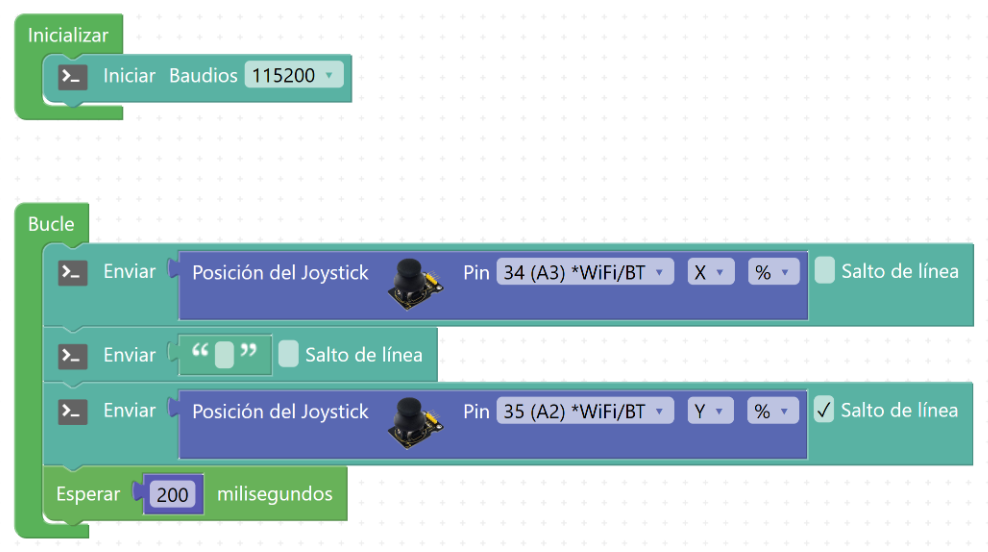 Inicializar
Iniciar Baudios 115200
Bucle
Enviar Posición del Joystick Pin 34 (A3) *WiFi/BT X % Salto de línea
Enviar “ ” Salto de línea
Enviar Posición del Joystick Pin 35 (A2) *WiFi/BT Y % ✓ Salto de línea
Esperar 200 milisegundos